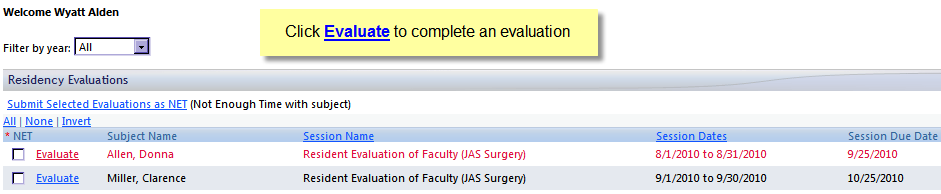 Welcome Wyatt Alden
Click Evaluate to complete an evaluation
Filter by year: All
Residency Evaluations
Submit Selected Evaluations as NET (Not Enough Time with subject)
All | None | Invert
* NET Subject Name Session Name Session Dates Session Due Date
Evaluate Allen, Donna Resident Evaluation of Faculty (JAS Surgery) 8/1/2010 to 8/31/2010 9/25/2010
Evaluate Miller, Clarence Resident Evaluation of Faculty (JAS Surgery) 9/1/2010 to 9/30/2010 10/25/2010